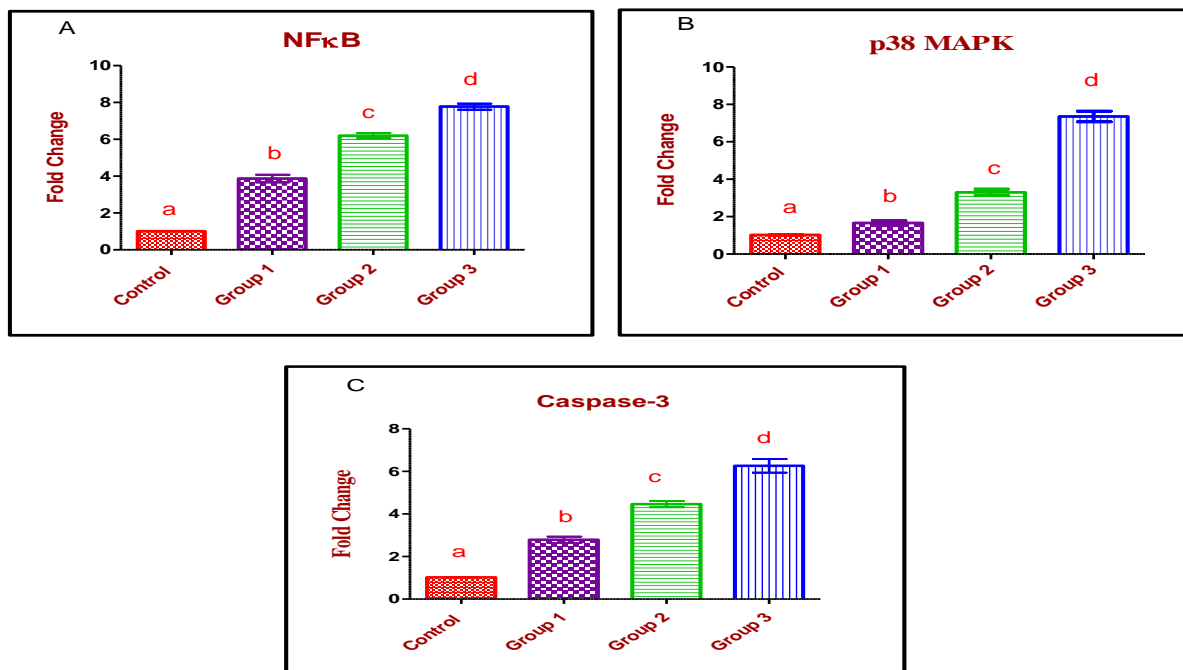 A
NFκB
Fold Change
10
8
6
4
2
0
a
b
c
d
Control
Group 1
Group 2
Group 3
B
p38 MAPK
Fold Change
10
8
6
4
2
0
a
b
c
d
Control
Group 1
Group 2
Group 3
C
Caspase-3
Fold Change
8
6
4
2
0
a
b
c
d
Control
Group 1
Group 2
Group 3